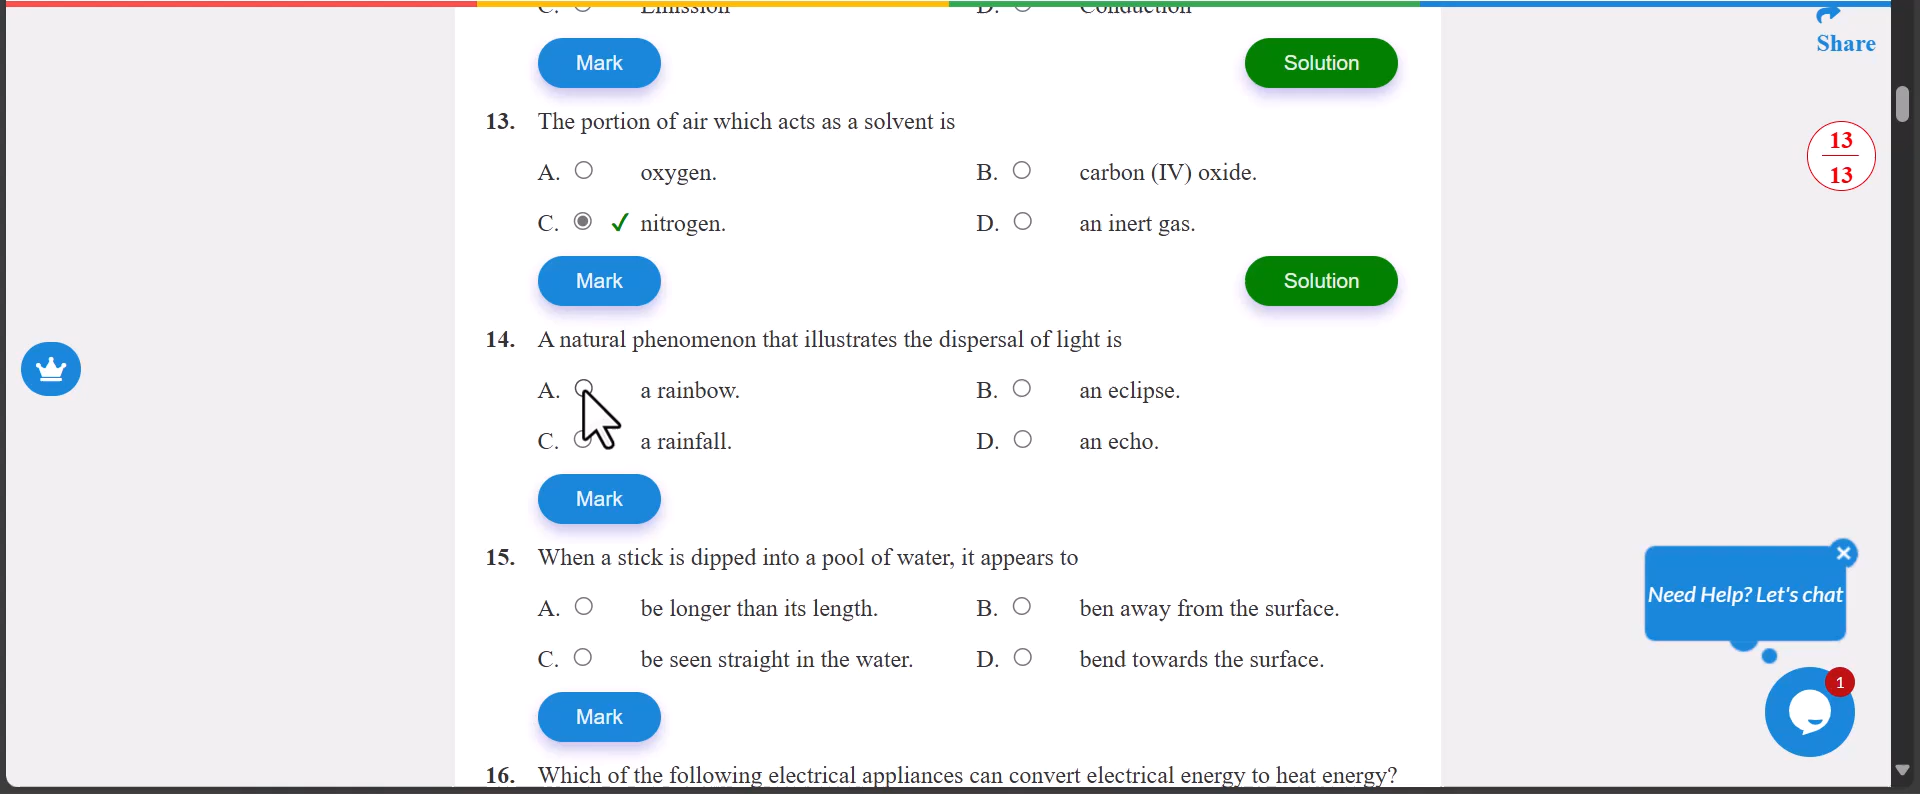 C. Emission D. Conduction
Share
Mark Solution
13. The portion of air which acts as a solvent is
13
13
A. oxygen. B. carbon (IV) oxide.
C. ✓ nitrogen. D. an inert gas.
Mark Solution
14. A natural phenomenon that illustrates the dispersal of light is
A. a rainbow. B. an eclipse.
C. a rainfall. D. an echo.
Mark
15. When a stick is dipped into a pool of water, it appears to
A. be longer than its length. B. ben away from the surface.
C. be seen straight in the water. D. bend towards the surface.
Mark
Need Help? Let's chat
1
16. Which of the following electrical appliances can convert electrical energy to heat energy?